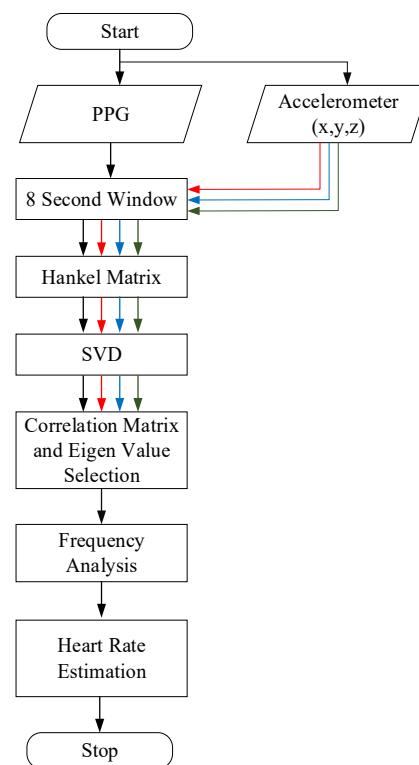 Start
PPG
Accelerometer
(x,y,z)
8 Second Window
Hankel Matrix
SVD
Correlation Matrix
and Eigen Value
Selection
Frequency
Analysis
Heart Rate
Estimation
Stop